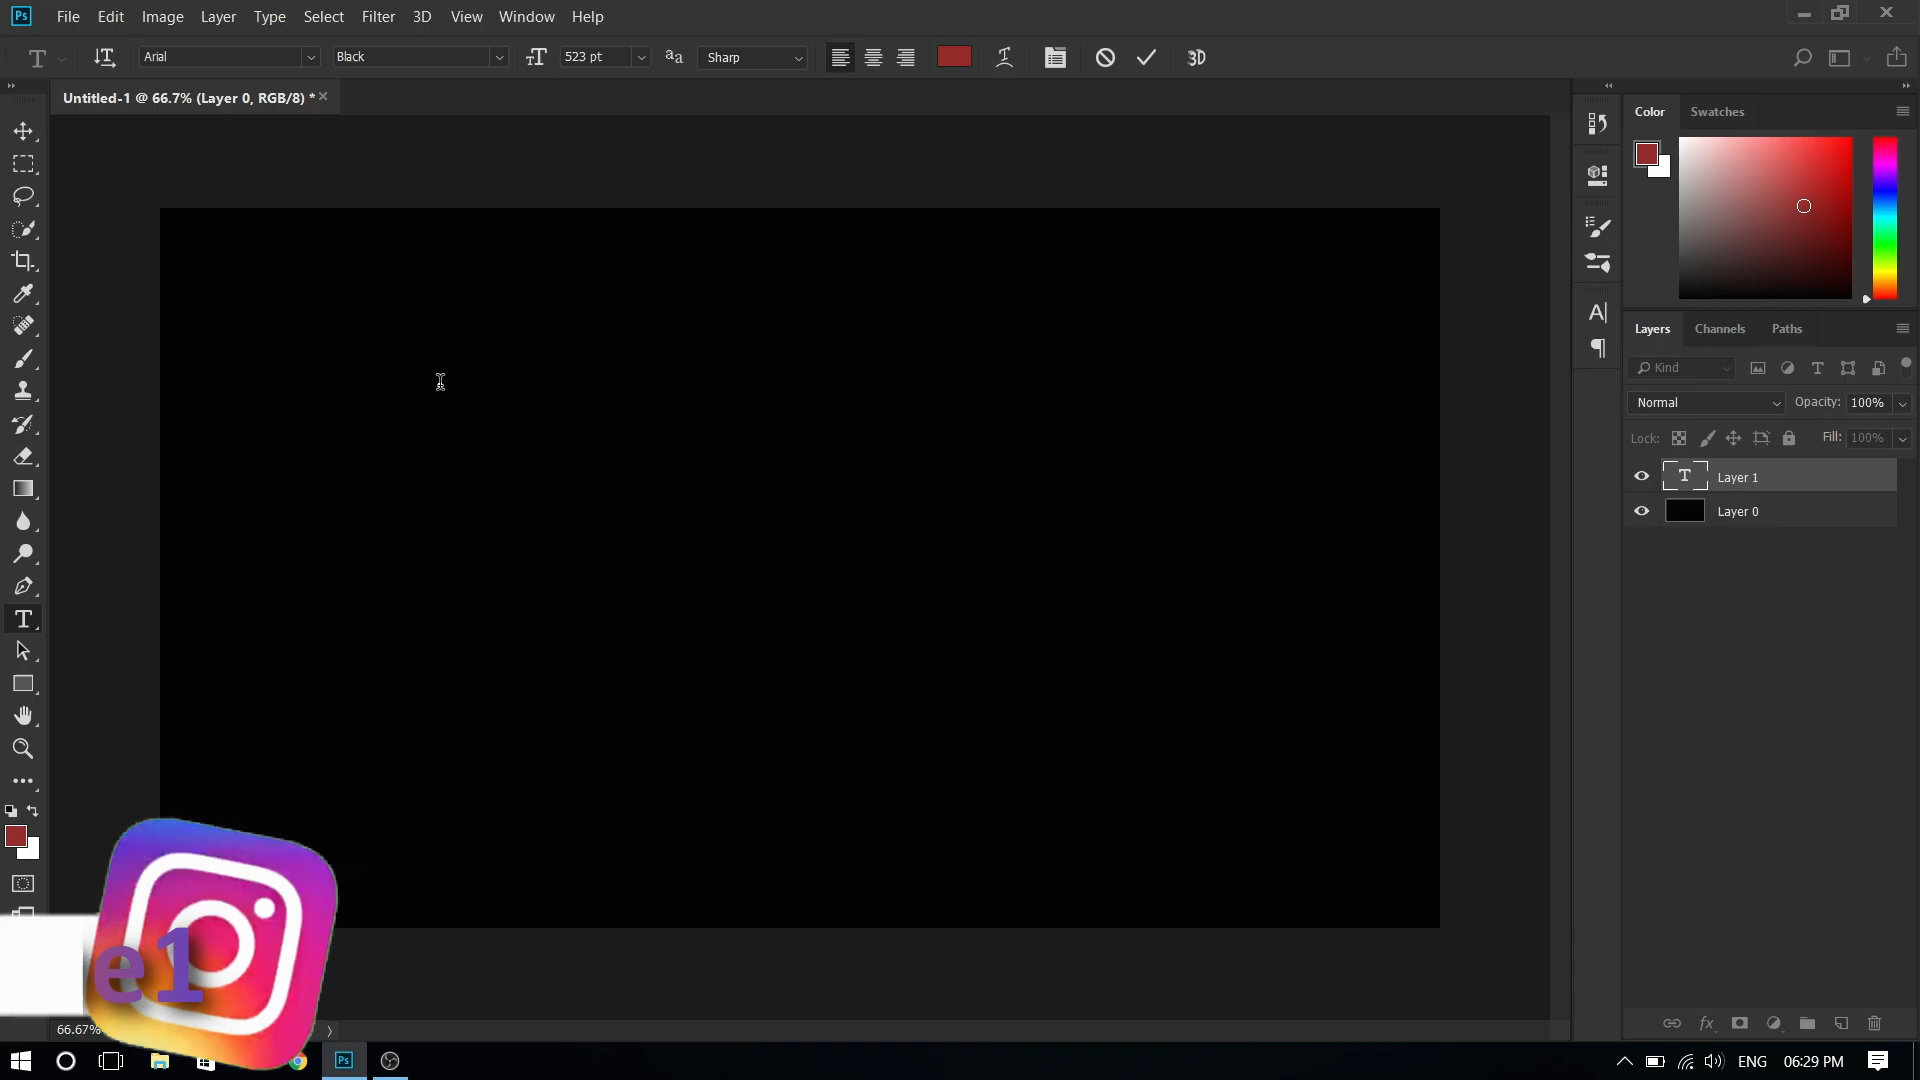 Ps File Edit Image Layer Type Select Filter 3D View Window Help
T Arial Black 523 pt Sharp 3D
Untitled-1 @ 66.7% (Layer 0, RGB/8) *
Color Swatches
Layers Channels Paths
Kind
Normal Opacity: 100%
Lock: Fill: 100%
Layer 1
Layer 0
e1
66.67%
Ps ENG 06:29 PM